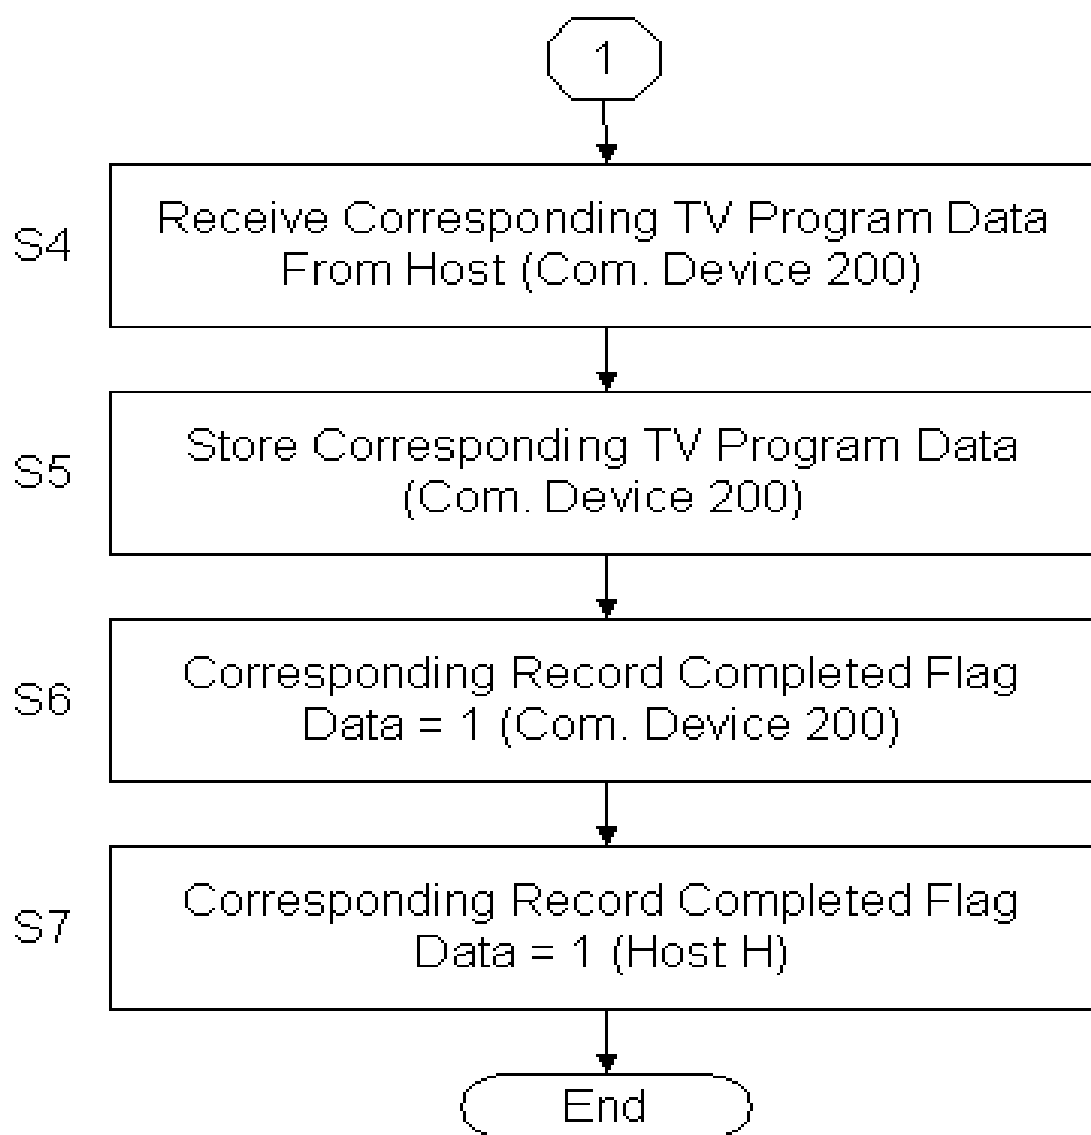 1
S4
Receive Corresponding TV Program Data
From Host (Com. Device 200)
S5
Store Corresponding TV Program Data
(Com. Device 200)
S6
Corresponding Record Completed Flag
Data = 1 (Com. Device 200)
S7
Corresponding Record Completed Flag
Data = 1 (Host H)
End